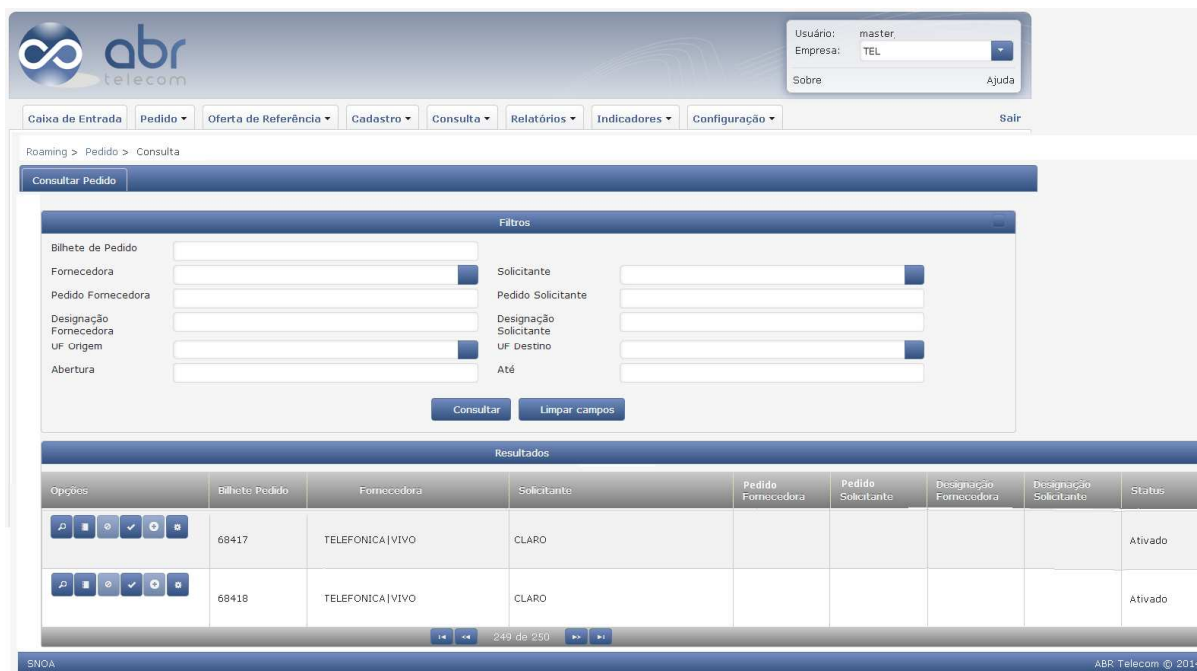 abr
telecom
Usuário: master
Empresa: TEL
Sobre Ajuda
Caixa de Entrada Pedido Oferta de Referência Cadastro Consulta Relatórios Indicadores Configuração Sair
Roaming > Pedido > Consulta
Consultar Pedido
Filtros
Bilhete de Pedido
Fornecedora Solicitante
Pedido Fornecedora Pedido Solicitante
Designação Fornecedora Designação Solicitante
UF Origem UF Destino
Abertura Até
Consultar Limpar campos
Resultados
Opções Bilhete Pedido Fornecedora Solicitante Pedido Fornecedora Pedido Solicitante Designação Fornecedora Designação Solicitante Status
68417 TELEFONICA|VIVO CLARO Ativado
68418 TELEFONICA|VIVO CLARO Ativado
249 de 250
SNOA ABR Telecom © 201